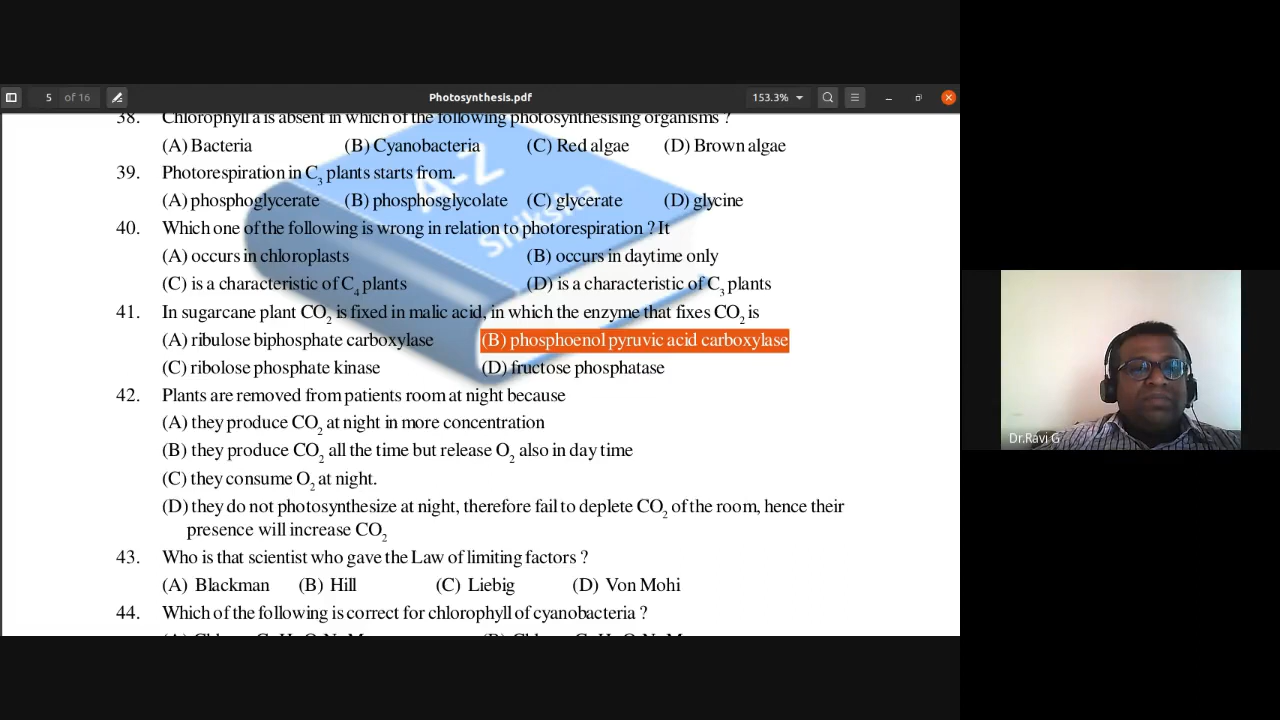 5 of 16
Photosynthesis.pdf
153.3%
38. Chlorophyll a is absent in which of the following photosynthesising organisms ?
(A) Bacteria (B) Cyanobacteria (C) Red algae (D) Brown algae
39. Photorespiration in C3 plants starts from.
(A) phosphoglycerate (B) phosphosglycolate (C) glycerate (D) glycine
40. Which one of the following is wrong in relation to photorespiration ? It
(A) occurs in chloroplasts (B) occurs in daytime only
(C) is a characteristic of C4 plants (D) is a characteristic of C3 plants
41. In sugarcane plant CO2 is fixed in malic acid, in which the enzyme that fixes CO2 is
(A) ribulose biphosphate carboxylase (B) phosphoenol pyruvic acid carboxylase
(C) ribolose phosphate kinase (D) fructose phosphatase
42. Plants are removed from patients room at night because
(A) they produce CO2 at night in more concentration
(B) they produce CO2 all the time but release O2 also in day time
(C) they consume O2 at night.
(D) they do not photosynthesize at night, therefore fail to deplete CO2 of the room, hence their
presence will increase CO2
43. Who is that scientist who gave the Law of limiting factors ?
(A) Blackman (B) Hill (C) Liebig (D) Von Mohi
44. Which of the following is correct for chlorophyll of cyanobacteria ?
A-Z
Shiksha
Dr.Ravi G